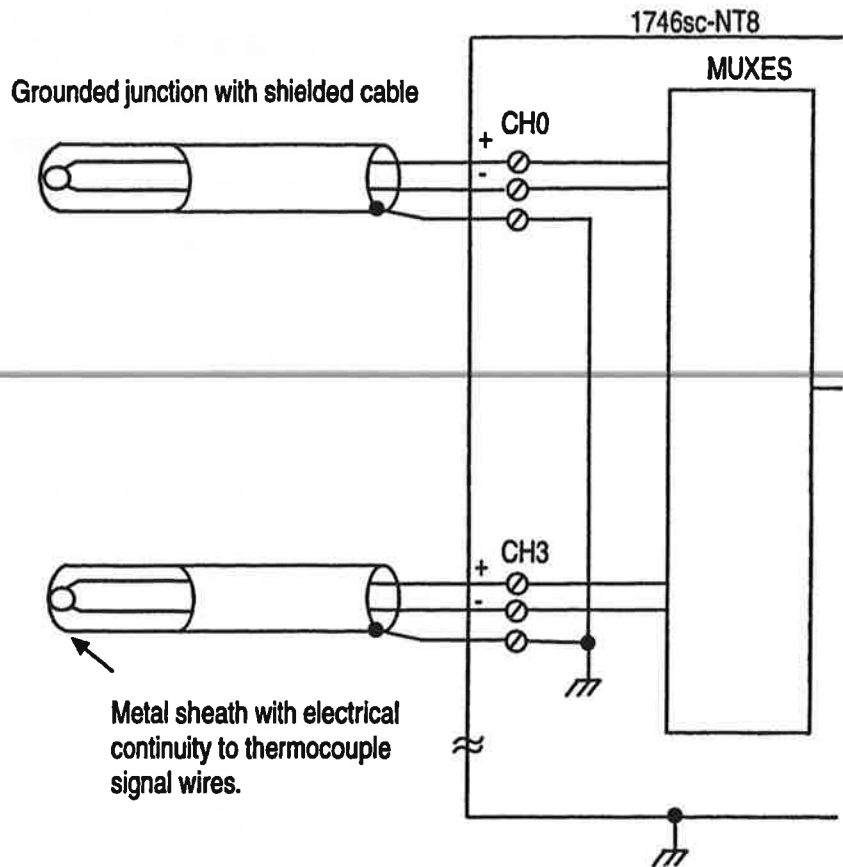 1746sc-NT8
MUXES
Grounded junction with shielded cable
+ CH0
-
+ CH3
-
Metal sheath with electrical
continuity to thermocouple
signal wires.